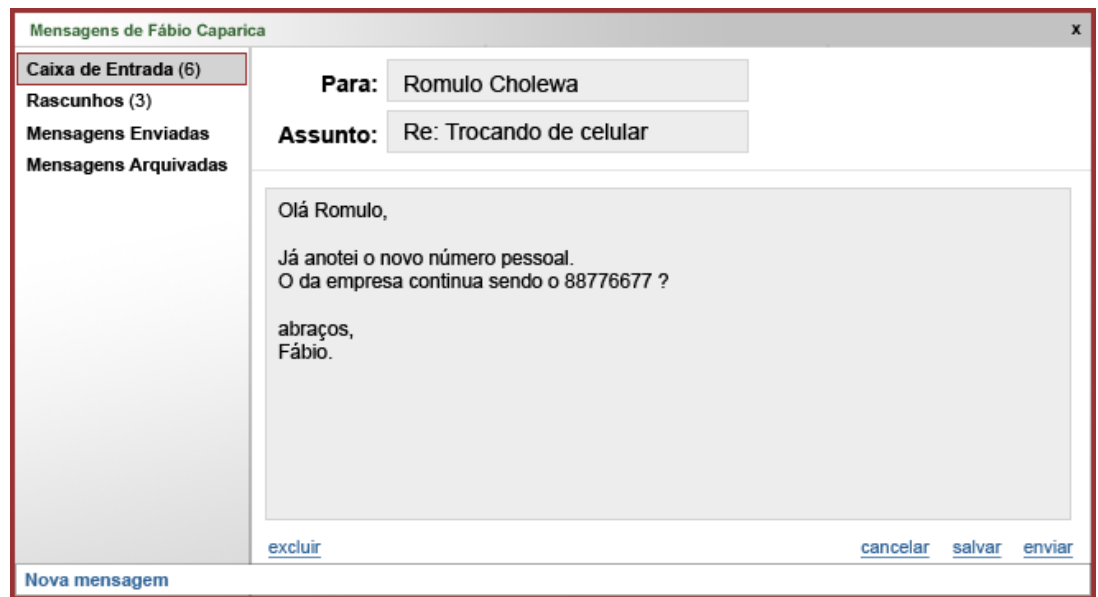 Mensagens de Fábio Caparica
x
Caixa de Entrada (6)
Rascunhos (3)
Mensagens Enviadas
Mensagens Arquivadas
Para: Romulo Cholewa
Assunto: Re: Trocando de celular
Olá Romulo,
Já anotei o novo número pessoal.
O da empresa continua sendo o 88776677 ?
abraços,
Fábio.
excluir
cancelar salvar enviar
Nova mensagem